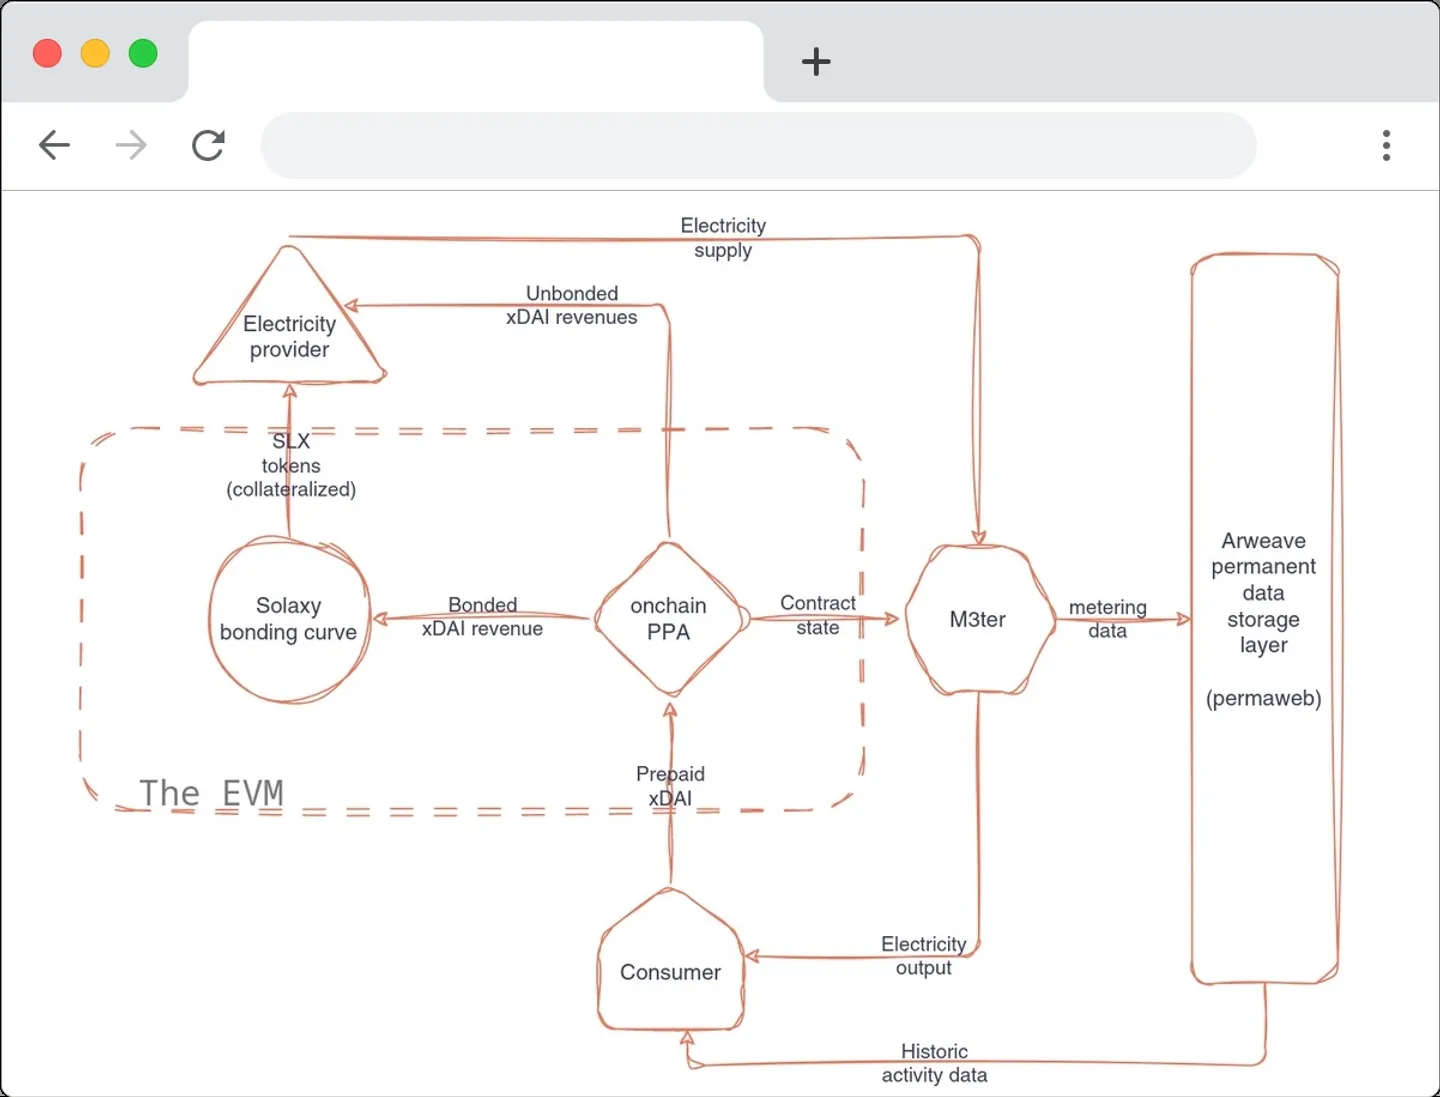 Electricity
supply
Unbonded
xDAI revenues
Electricity
provider
SLX
tokens
(collateralized)
Solaxy
bonding curve
Bonded
xDAI revenue
onchain
PPA
Contract
state
M3ter
metering
data
Arweave
permanent
data
storage
layer
(permaweb)
The EVM
Prepaid
xDAI
Consumer
Electricity
output
Historic
activity data